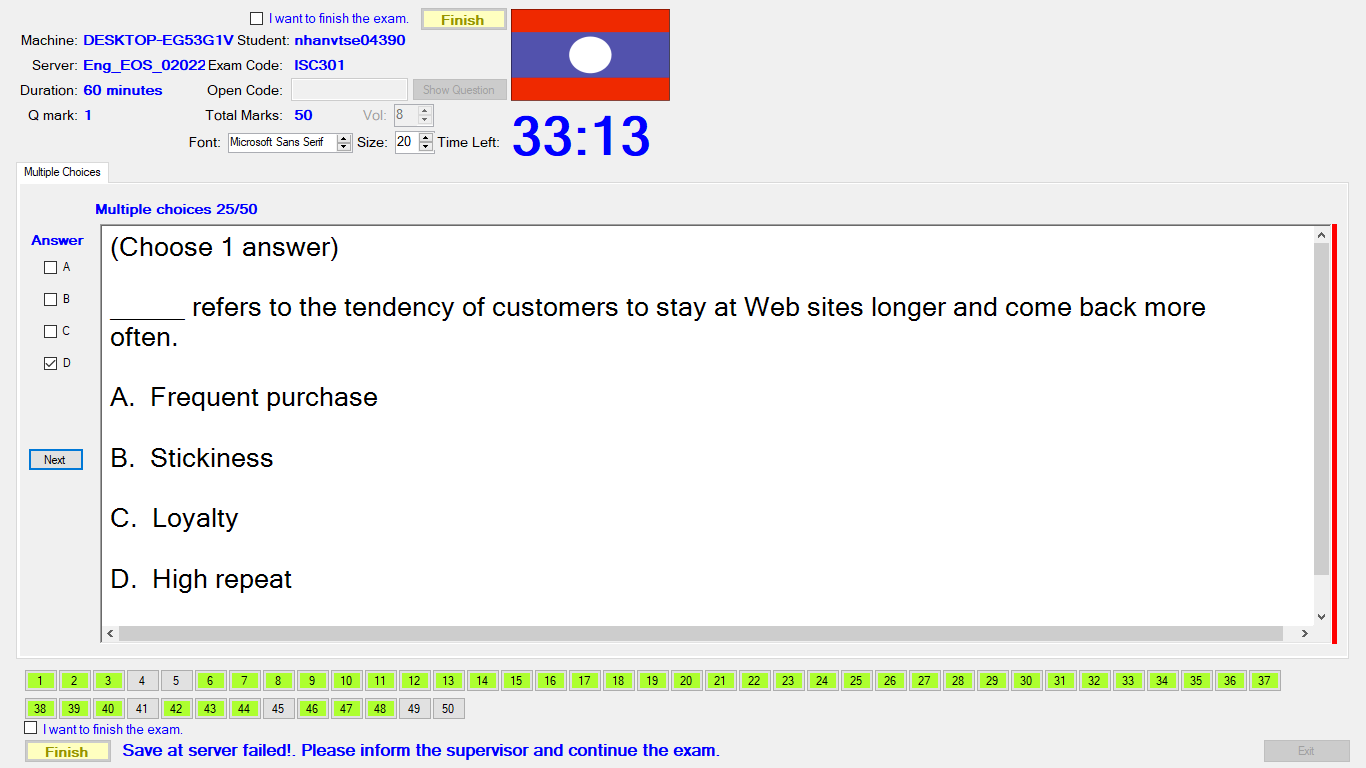 I want to finish the exam. Finish
Machine: DESKTOP-EG53G1V Student: nhanvtse04390
Server: Eng_EOS_02022 Exam Code: ISC301
Duration: 60 minutes Open Code: Show Question
Q mark: 1 Total Marks: 50 Vol: 8
Font: Microsoft Sans Serif Size: 20 Time Left: 33:13
Multiple Choices
Multiple choices 25/50
Answer
A
B
C
D
Next
(Choose 1 answer)
______ refers to the tendency of customers to stay at Web sites longer and come back more
often.
A. Frequent purchase
B. Stickiness
C. Loyalty
D. High repeat
1 2 3 4 5 6 7 8 9 10 11 12 13 14 15 16 17 18 19 20 21 22 23 24 25 26 27 28 29 30 31 32 33 34 35 36 37
38 39 40 41 42 43 44 45 46 47 48 49 50
I want to finish the exam.
Finish Save at server failed!. Please inform the supervisor and continue the exam. Exit